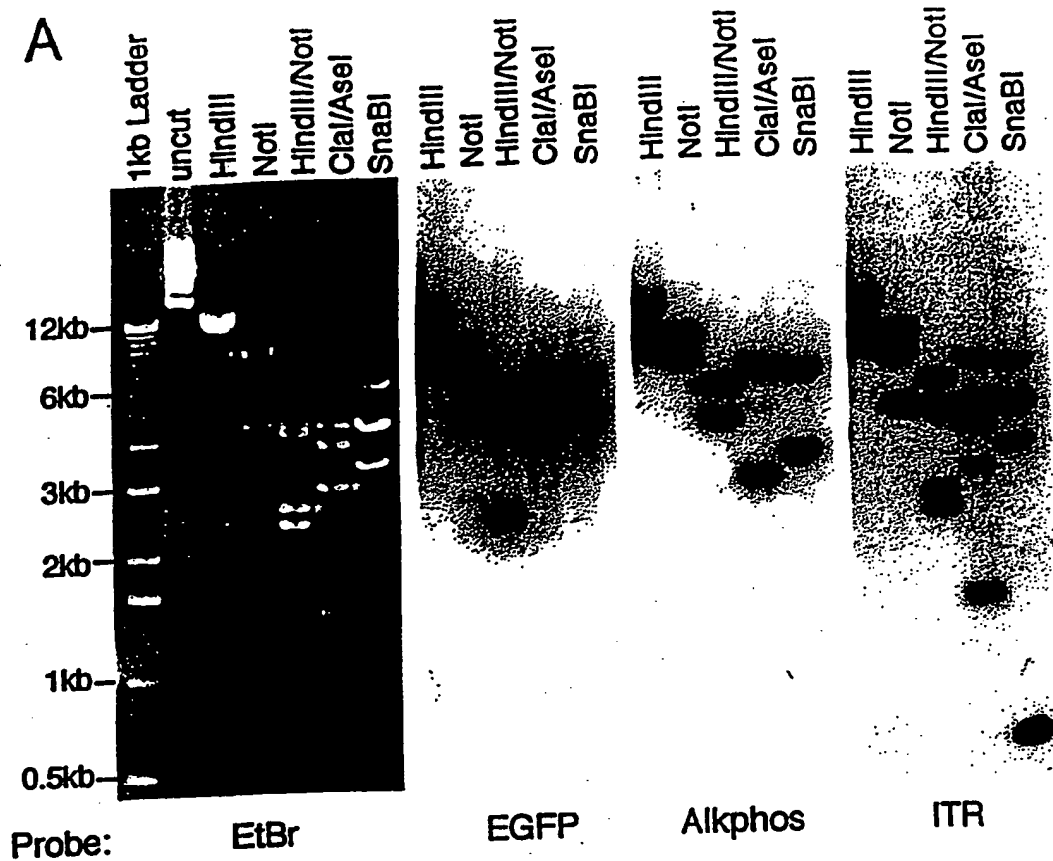 A
1kb Ladder
uncut
HindIII
NotI
HindIII/NotI
ClaI/AseI
SnaBI
HindIII
NotI
HindIII/NotI
ClaI/AseI
SnaBI
HindIII
NotI
HindIII/NotI
ClaI/AseI
SnaBI
HindIII
NotI
HindIII/NotI
ClaI/AseI
SnaBI
12kb
6kb
3kb
2kb
1kb
0.5kb
Probe: EtBr EGFP Alkphos ITR